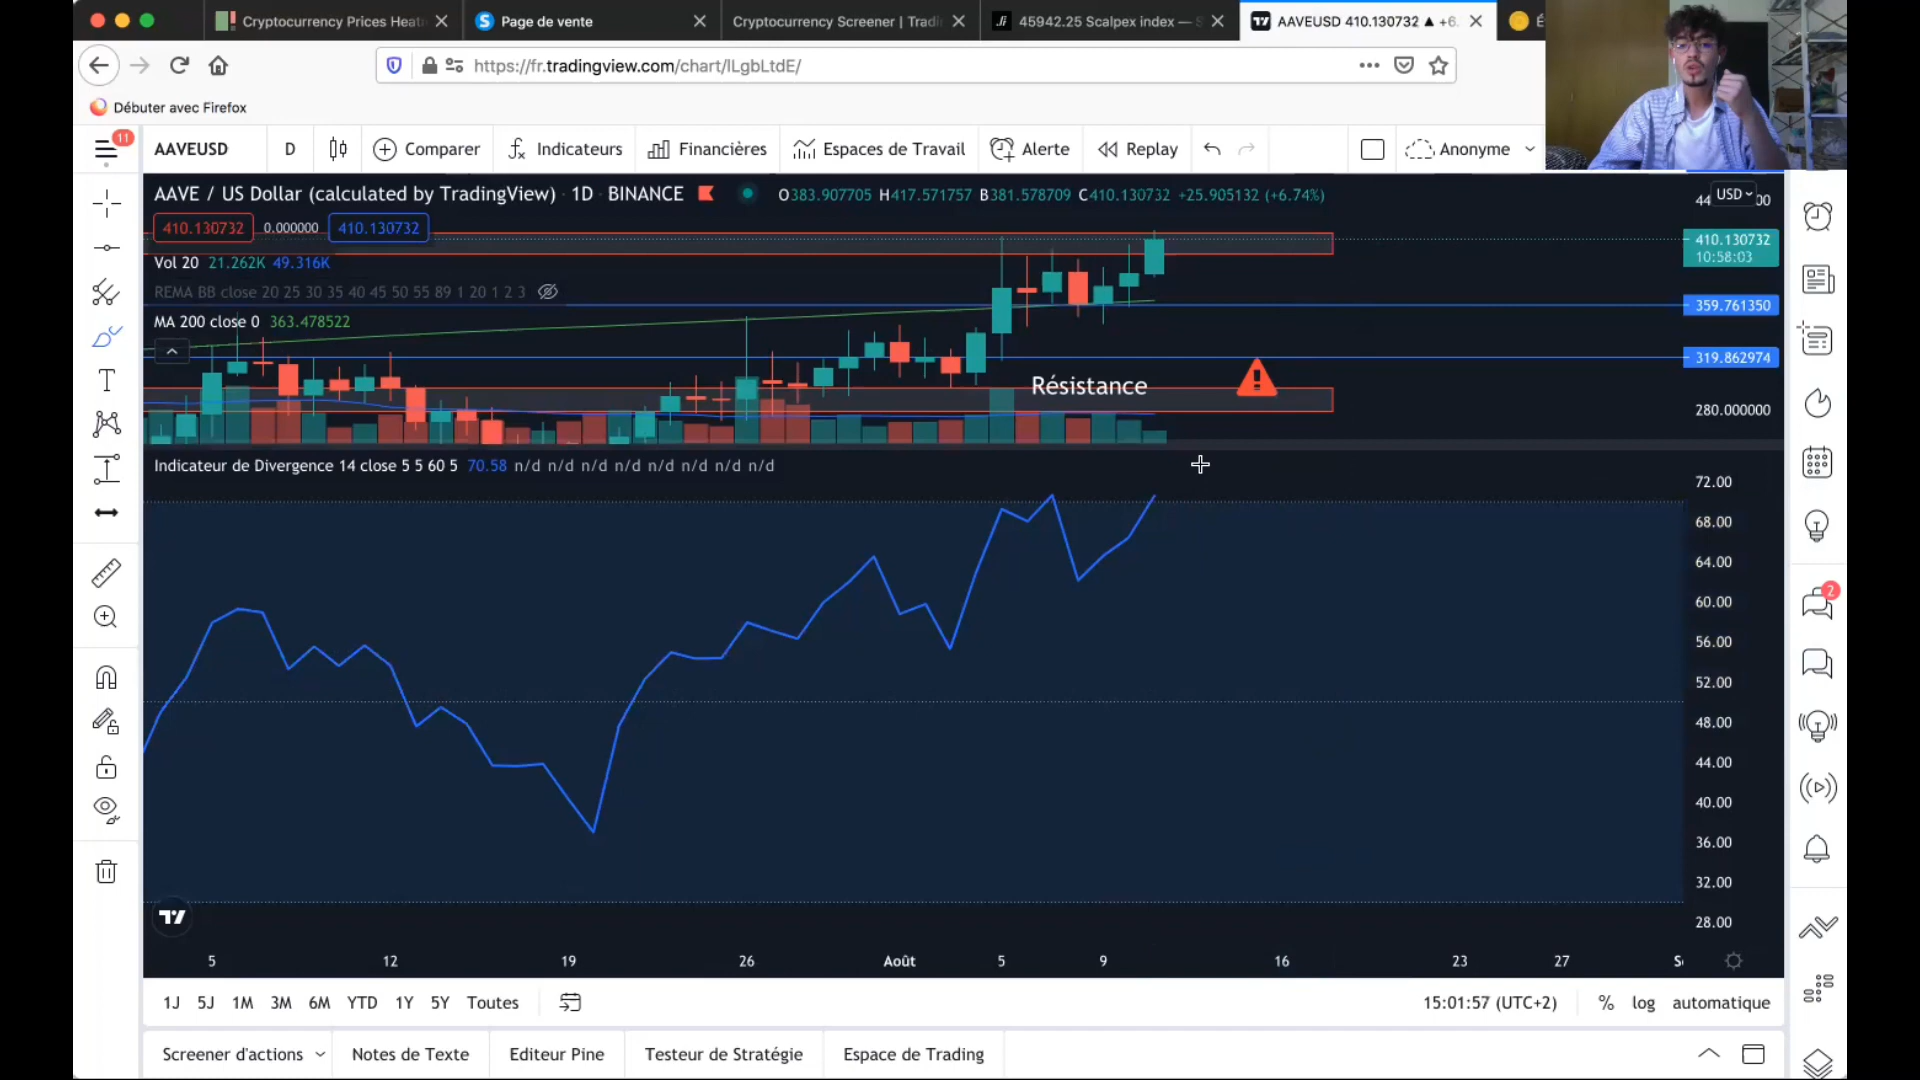 Cryptocurrency Prices Heat
Page de vente
Cryptocurrency Screener | Tradi
45942.25 Scalpex index — S
AAVEUSD 410.130732 ▲ +6.
https://fr.tradingview.com/chart/lLgbLtdE/
Débuter avec Firefox
11
AAVEUSD
D
Comparer
Indicateurs
Financières
Espaces de Travail
Alerte
Replay
Anonyme
AAVE / US Dollar (calculated by TradingView) · 1D · BINANCE
O383.907705 H417.571757 B381.578709 C410.130732 +25.905132 (+6.74%)
USD
410.130732 0.000000 410.130732
410.130732
10:58:03
Vol 20 21.262K 49.316K
REMA BB close 20 25 30 35 40 45 50 55 89 1 20 1 2 3
359.761350
MA 200 close 0 363.478522
319.862974
Résistance
280.000000
Indicateur de Divergence 14 close 5 5 60 5 70.58 n/d n/d n/d n/d n/d n/d n/d n/d
72.00
68.00
64.00
60.00
56.00
52.00
48.00
44.00
40.00
36.00
32.00
28.00
2
5 12 19 26 Août 5 9 16 23 27
1J 5J 1M 3M 6M YTD 1Y 5Y Toutes
15:01:57 (UTC+2) % log automatique
Screener d'actions
Notes de Texte
Editeur Pine
Testeur de Stratégie
Espace de Trading